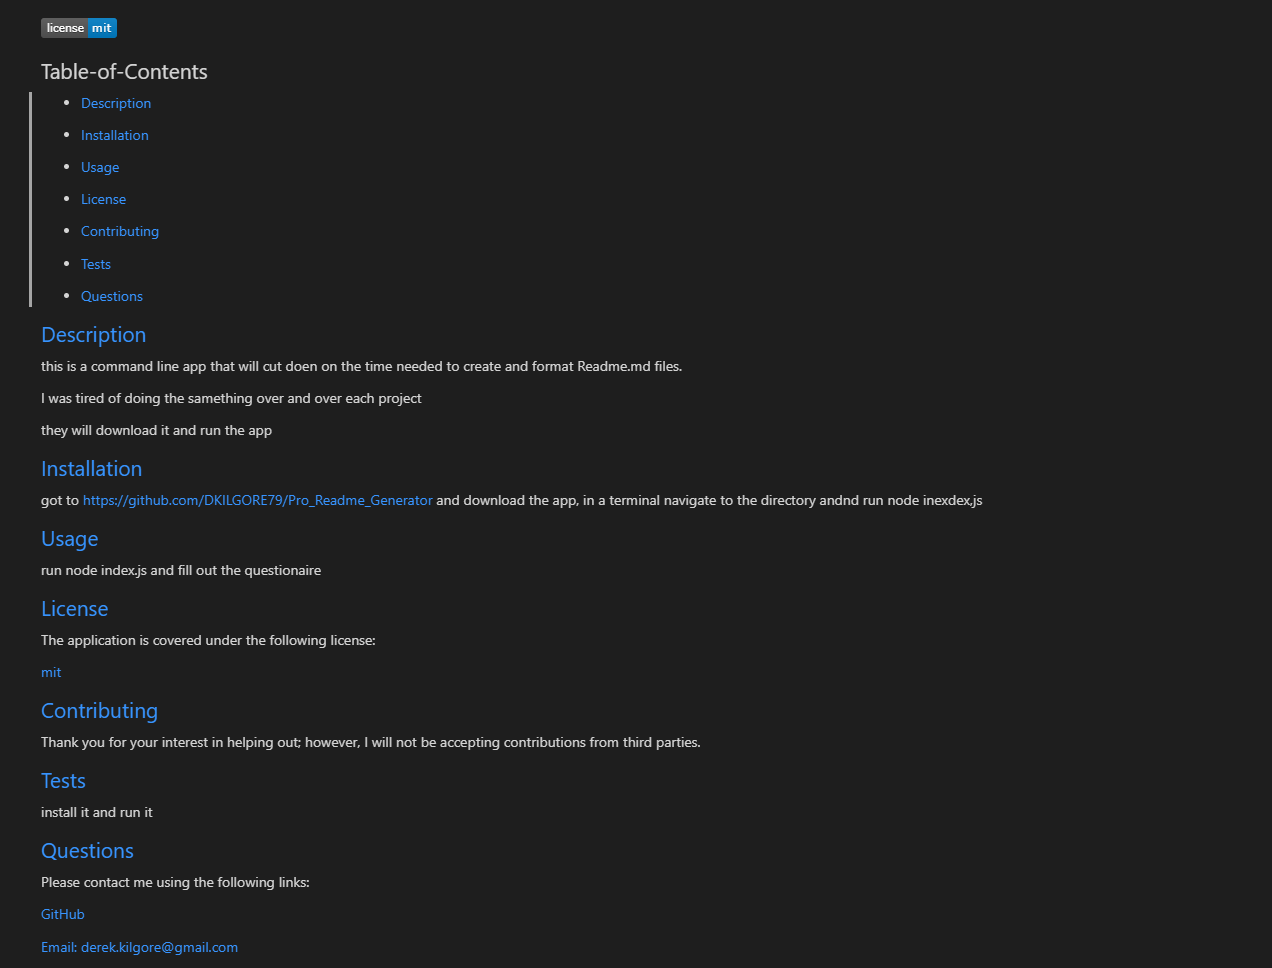 license mit
Table-of-Contents
Description
Installation
Usage
License
Contributing
Tests
Questions
Description
this is a command line app that will cut doen on the time needed to create and format Readme.md files.
I was tired of doing the samething over and over each project
they will download it and run the app
Installation
got to https://github.com/DKILGORE79/Pro_Readme_Generator and download the app, in a terminal navigate to the directory andnd run node inexdex,js
Usage
run node index.js and fill out the questionaire
License
The application is covered under the following license:
mit
Contributing
Thank you for your interest in helping out; however, I will not be accepting contributions from third parties.
Tests
install it and run it
Questions
Please contact me using the following links:
GitHub
Email: derek.kilgore@gmail.com